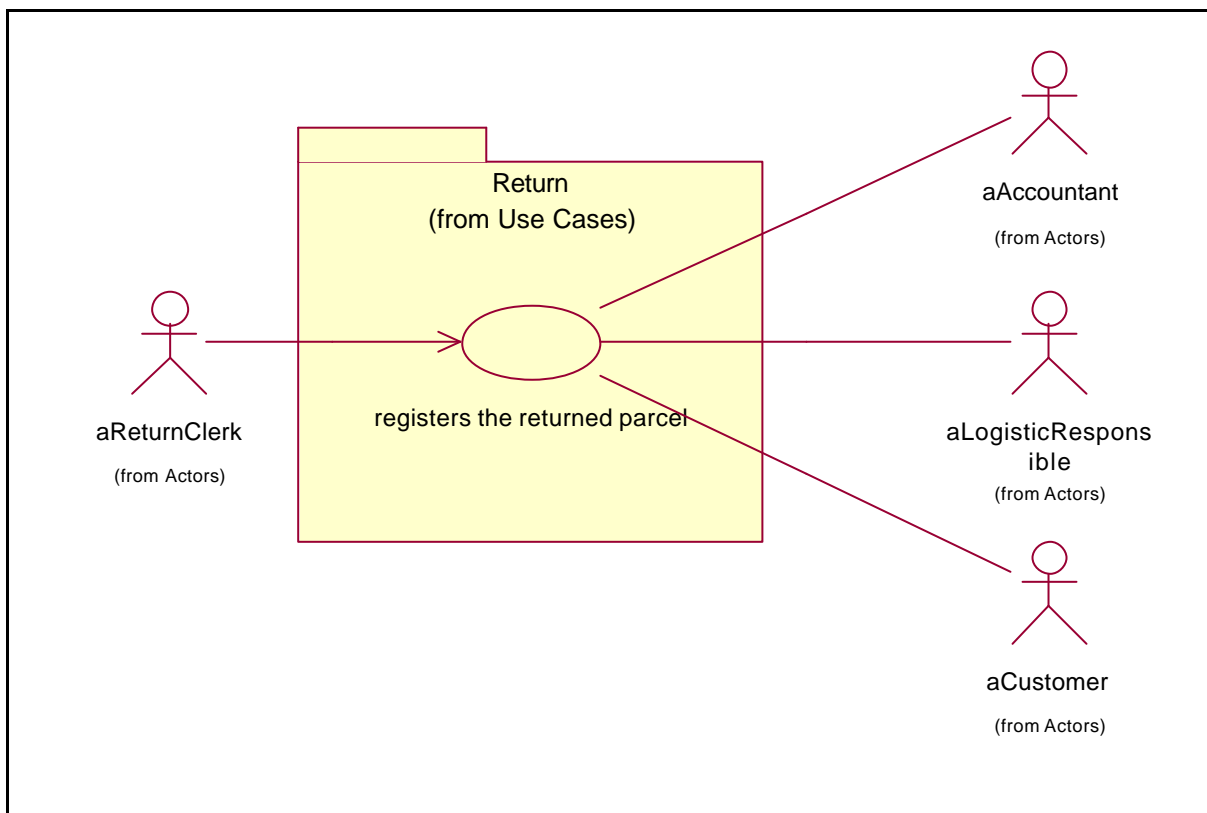 Return
(from Use Cases)
registers the returned parcel
aReturnClerk
(from Actors)
aAccountant
(from Actors)
aLogisticRespons
ible
(from Actors)
aCustomer
(from Actors)